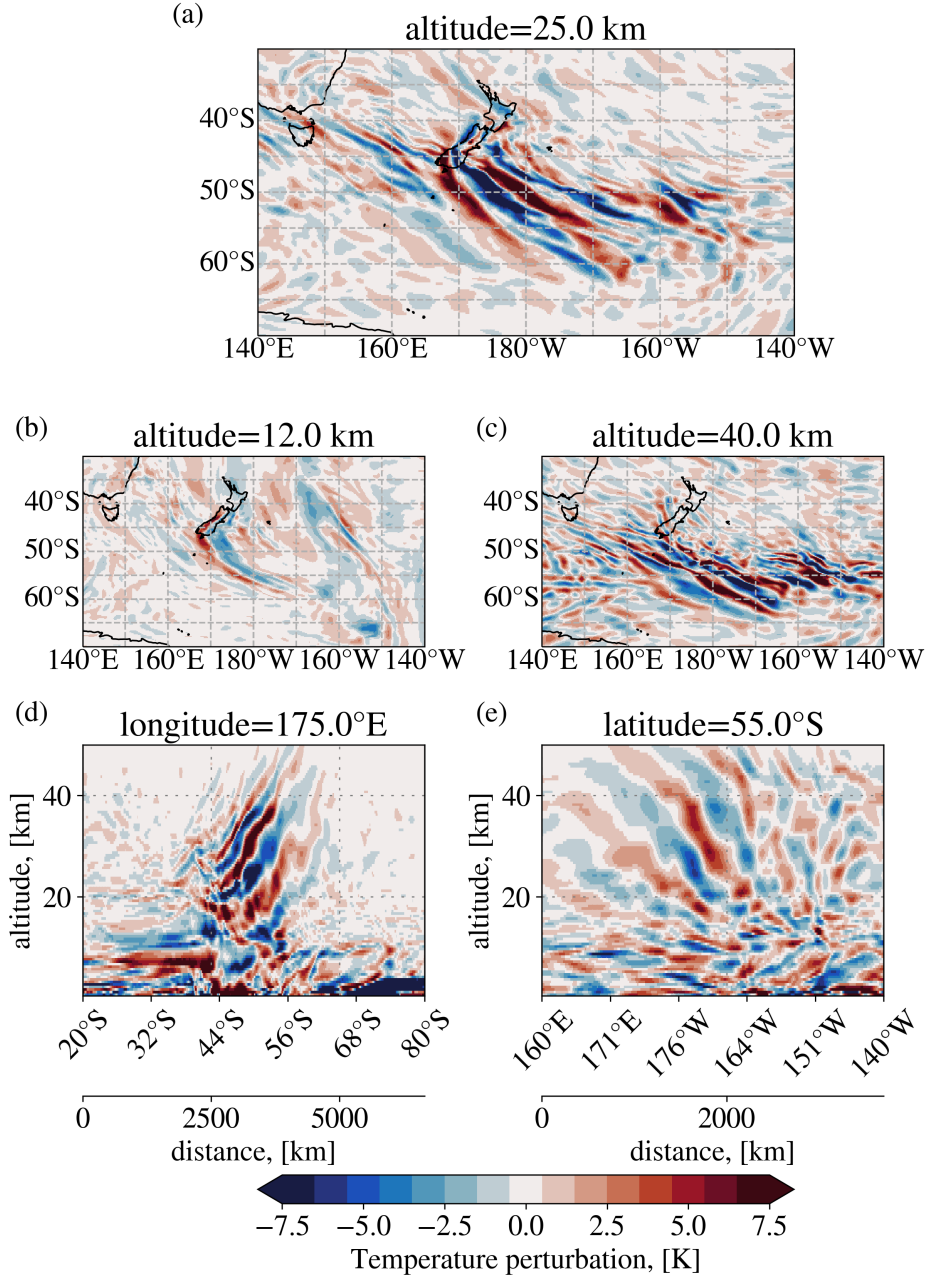 (a)
altitude=25.0 km
40°S
50°S
60°S
140°E 160°E 180°W 160°W 140°W
(b)
altitude=12.0 km
40°S
50°S
60°S
140°E 160°E 180°W 160°W 140°W
(c)
altitude=40.0 km
40°S
50°S
60°S
140°E 160°E 180°W 160°W 140°W
(d)
longitude=175.0°E
altitude, [km]
40
20
20°S 32°S 44°S 56°S 68°S 80°S
0 2500 5000
distance, [km]
(e)
latitude=55.0°S
altitude, [km]
40
20
160°E 171°E 176°W 164°W 151°W 140°W
0 2000
distance, [km]
−7.5 −5.0 −2.5 0.0 2.5 5.0 7.5
Temperature perturbation, [K]